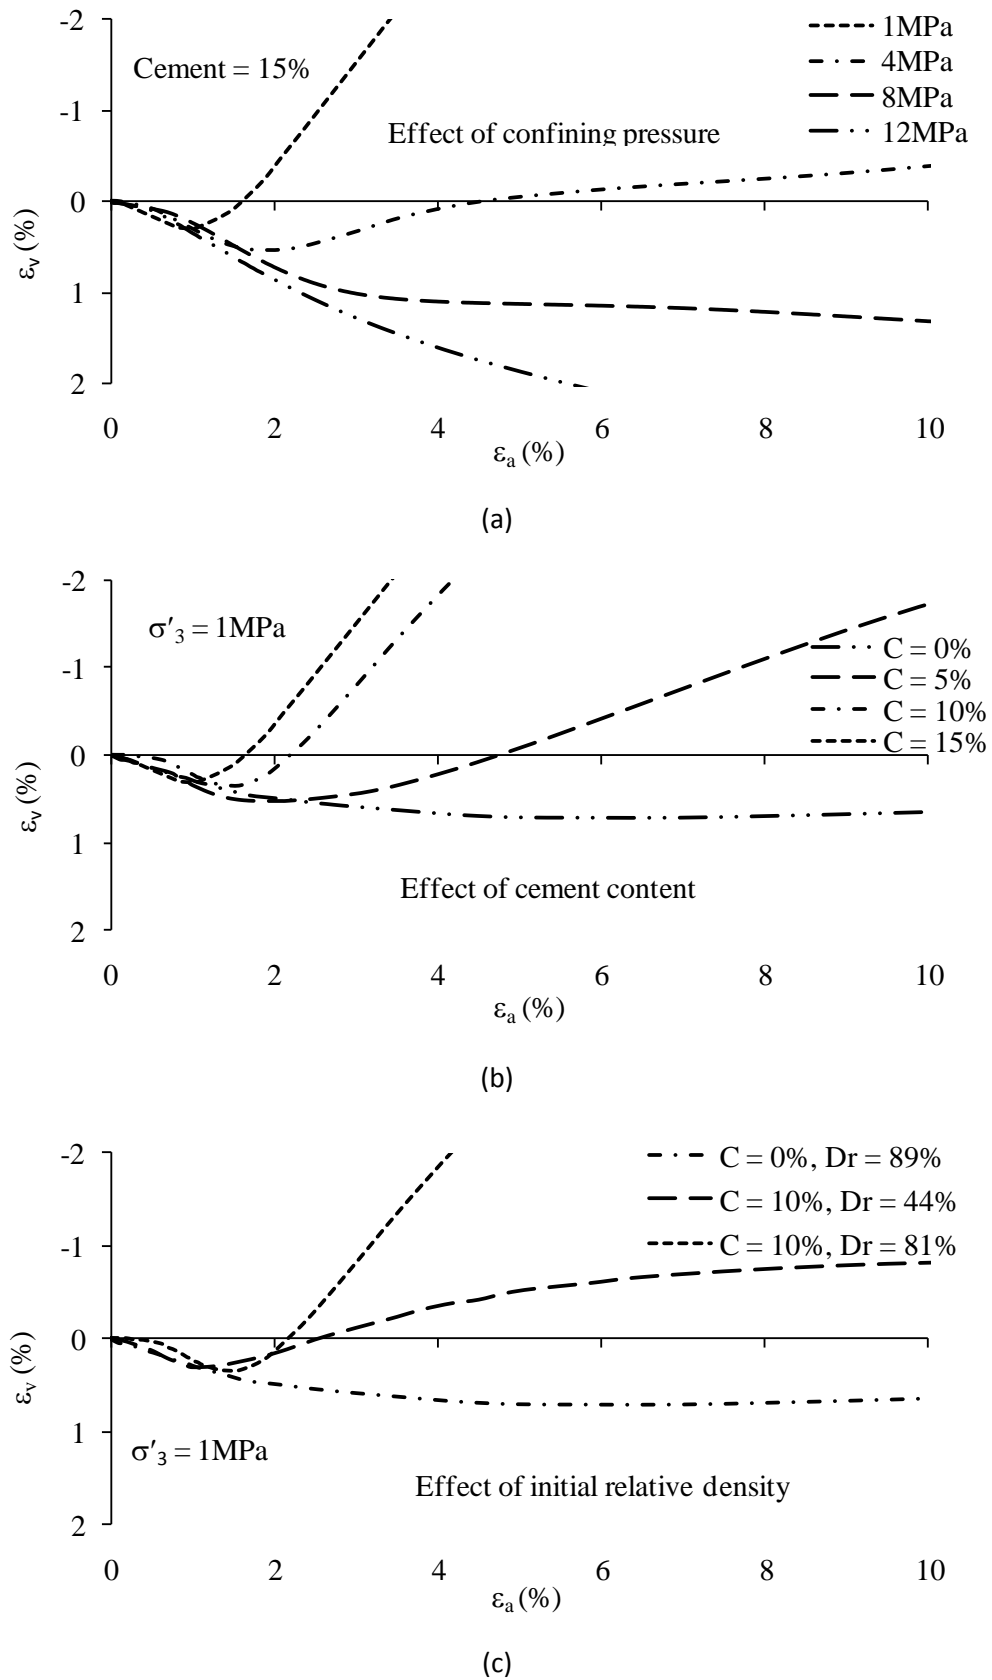 -2
1MPa
Cement = 15%
4MPa
8MPa
-1
Effect of confining pressure
12MPa
0
εv (%)
1
2
0 2 4 6 8 10
εa (%)
(a)
-2
σ′3 = 1MPa
C = 0%
-1
C = 5%
C = 10%
C = 15%
0
εv (%)
1
Effect of cement content
2
0 2 4 6 8 10
εa (%)
(b)
-2
C = 0%, Dr = 89%
C = 10%, Dr = 44%
-1
C = 10%, Dr = 81%
0
εv (%)
1
σ′3 = 1MPa
Effect of initial relative density
2
0 2 4 6 8 10
εa (%)
(c)